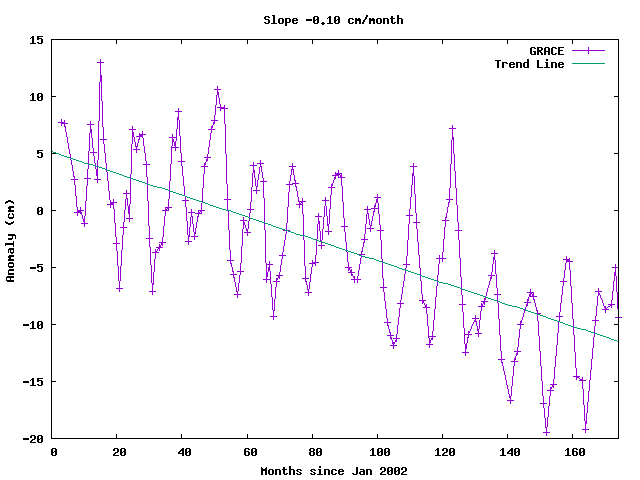 Slope -0.10 cm/month
GRACE
Trend Line
15
10
5
0
-5
-10
-15
-20
Anomaly (cm)
0 20 40 60 80 100 120 140 160
Months since Jan 2002